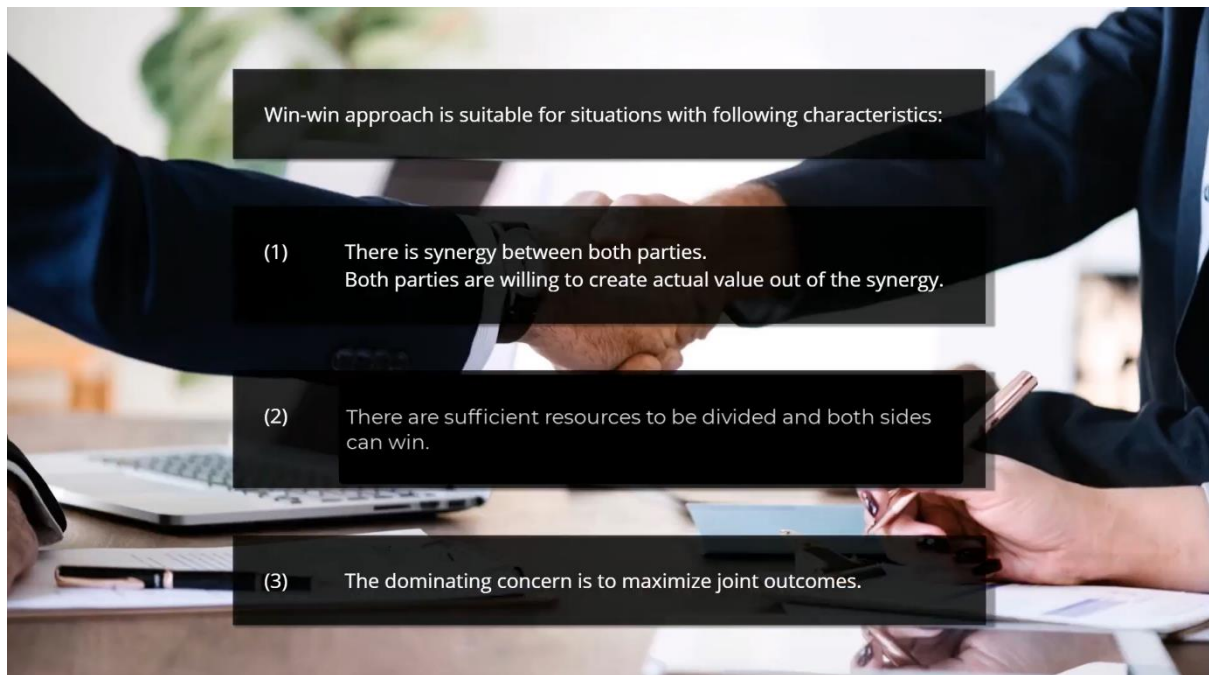 Win-win approach is suitable for situations with following characteristics:
(1) There is synergy between both parties.
Both parties are willing to create actual value out of the synergy.
(2) There are sufficient resources to be divided and both sides
can win.
(3) The dominating concern is to maximize joint outcomes.